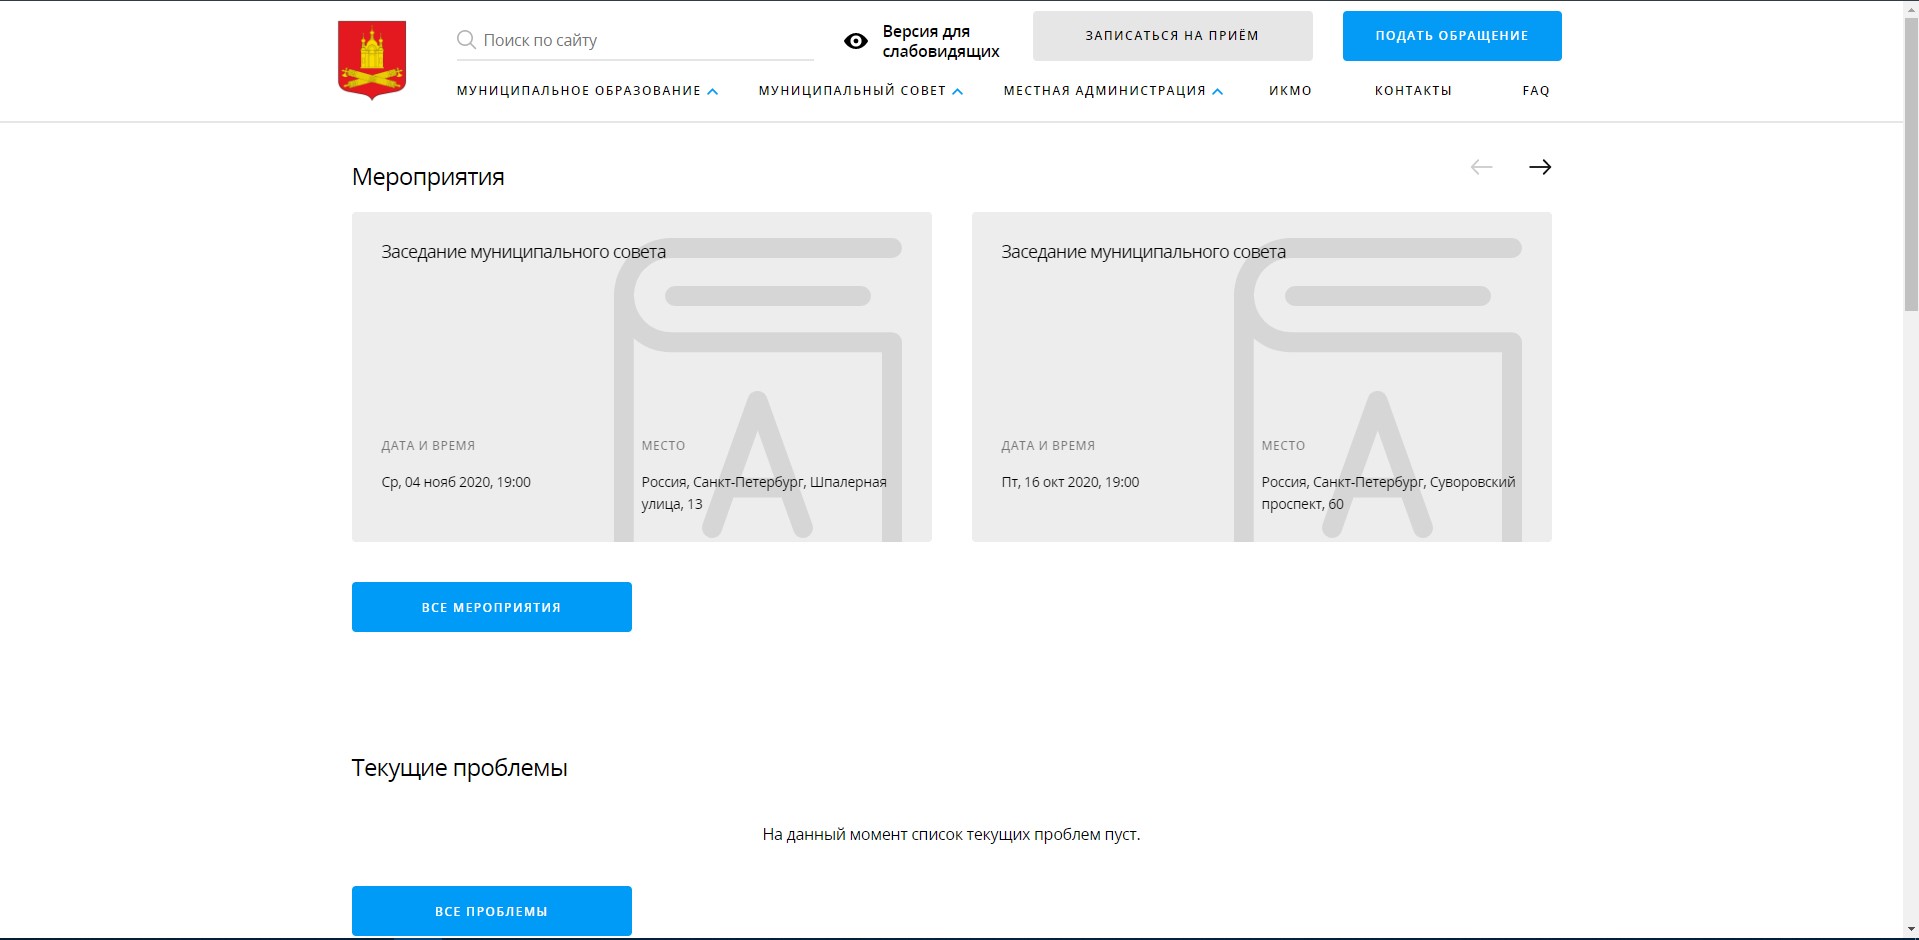 Поиск по сайту
Версия для
слабовидящих
ЗАПИСАТЬСЯ НА ПРИЁМ
ПОДАТЬ ОБРАЩЕНИЕ
МУНИЦИПАЛЬНОЕ ОБРАЗОВАНИЕ
МУНИЦИПАЛЬНЫЙ СОВЕТ
МЕСТНАЯ АДМИНИСТРАЦИЯ
ИКМО
КОНТАКТЫ
FAQ
Мероприятия
Заседание муниципального совета
ДАТА И ВРЕМЯ
Ср, 04 нояб 2020, 19:00
МЕСТО
Россия, Санкт-Петербург, Шпалерная
улица, 13
Заседание муниципального совета
ДАТА И ВРЕМЯ
Пт, 16 окт 2020, 19:00
МЕСТО
Россия, Санкт-Петербург, Суворовский
проспект, 60
ВСЕ МЕРОПРИЯТИЯ
Текущие проблемы
На данный момент список текущих проблем пуст.
ВСЕ ПРОБЛЕМЫ